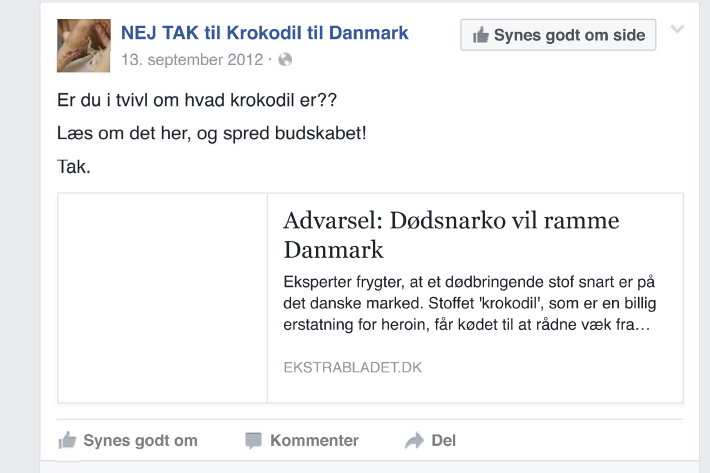 NEJ TAK til Krokodil til Danmark
Synes godt om side
13. september 2012 ·
Er du i tvivl om hvad krokodil er??
Læs om det her, og spred budskabet!
Tak.
Advarsel: Dødsnarko vil ramme
Danmark
Eksperter frygter, at et dødbringende stof snart er på
det danske marked. Stoffet 'krokodil', som er en billig
erstatning for heroin, får kødet til at rådne væk fra...
EKSTRABLADET.DK
Synes godt om
Kommenter
Del